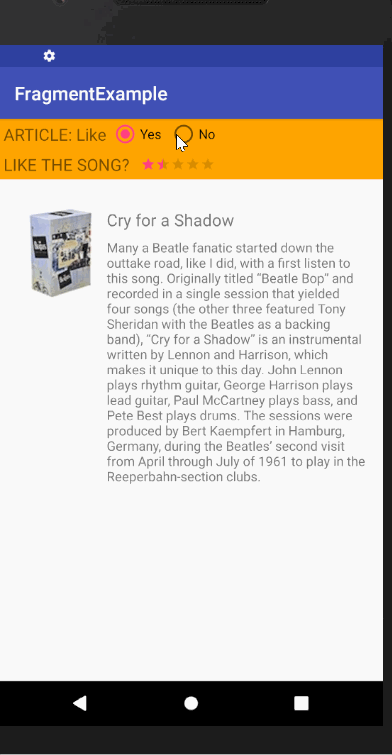 FragmentExample
ARTICLE: Like Yes No
LIKE THE SONG?
Cry for a Shadow
Many a Beatle fanatic started down the
outtake road, like I did, with a first listen to
this song. Originally titled “Beatle Bop” and
recorded in a single session that yielded
four songs (the other three featured Tony
Sheridan with the Beatles as a backing
band), “Cry for a Shadow” is an instrumental
written by Lennon and Harrison, which
makes it unique to this day. John Lennon
plays rhythm guitar, George Harrison plays
lead guitar, Paul McCartney plays bass, and
Pete Best plays drums. The sessions were
produced by Bert Kaempfert in Hamburg,
Germany, during the Beatles’ second visit
from April through July of 1961 to play in the
Reeperbahn-section clubs.